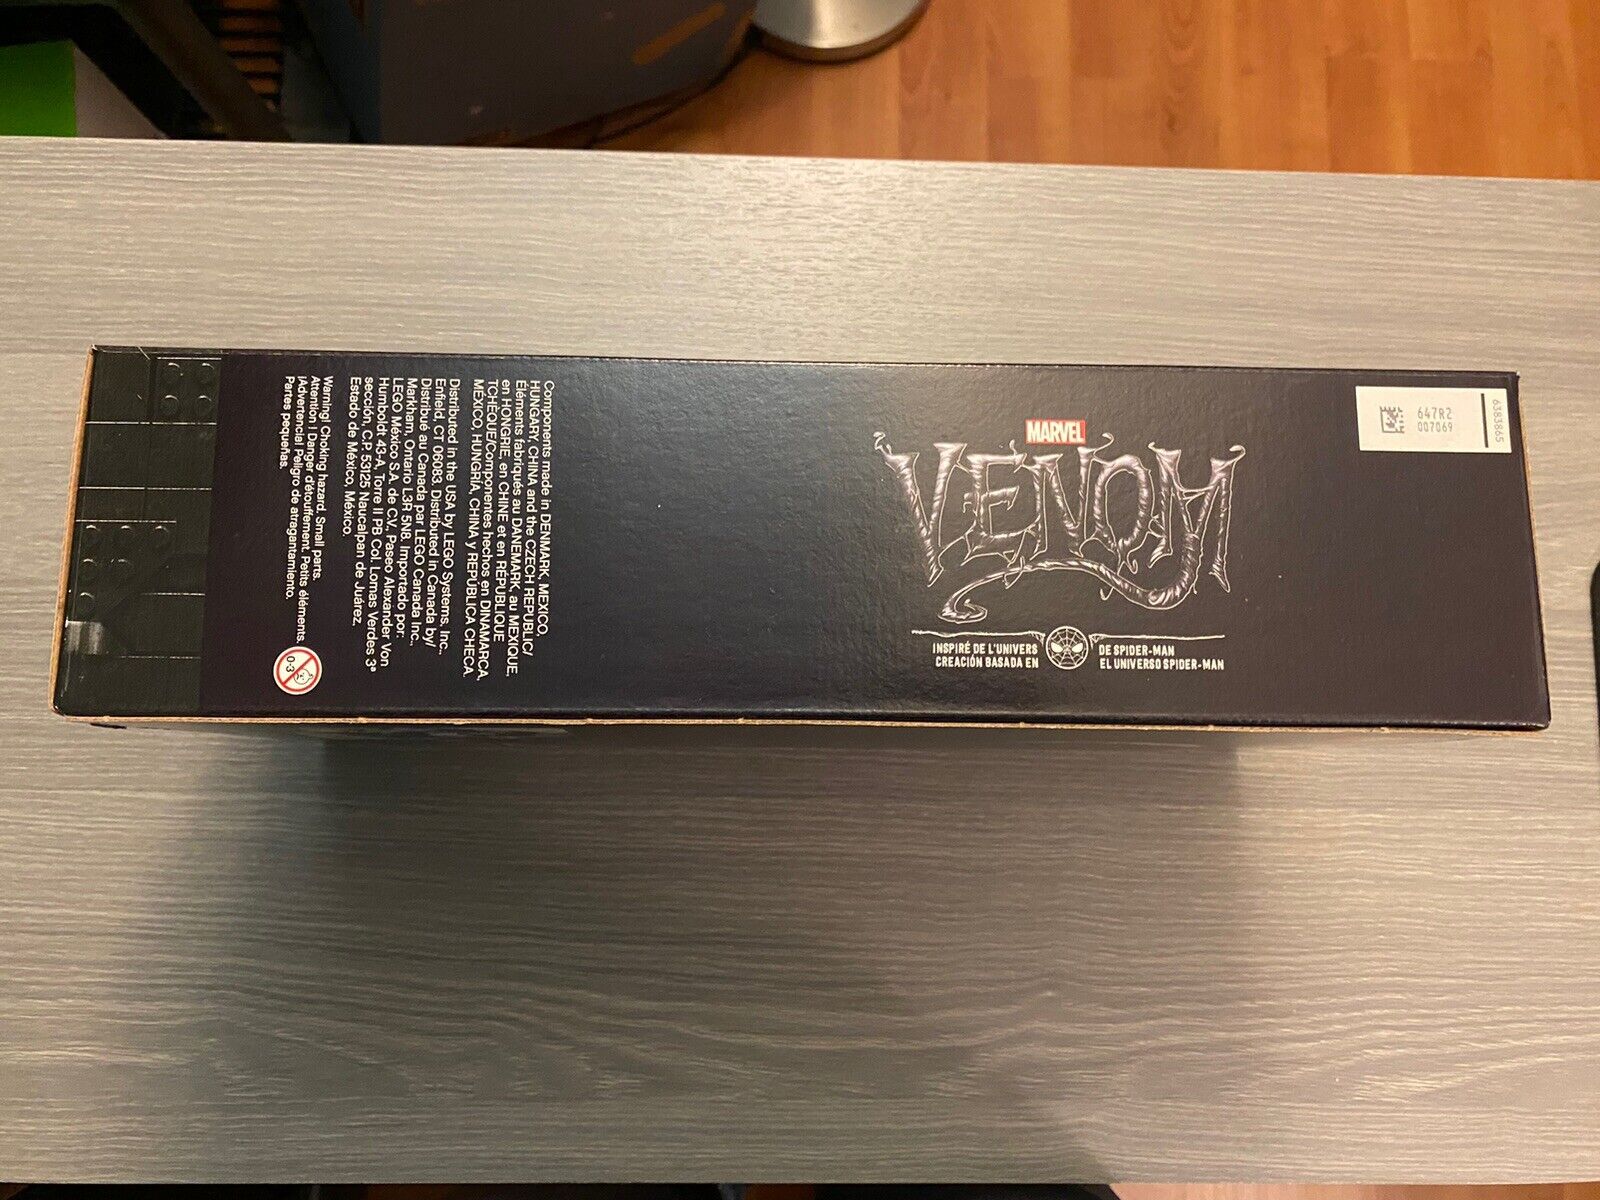 6383865
647R2
007069
MARVEL
VENOM
INSPIRÉ DE L'UNIVERS DE SPIDER-MAN
CREACIÓN BASADA EN EL UNIVERSO SPIDER-MAN
Components made in DENMARK, MEXICO,
HUNGARY, CHINA and the CZECH REPUBLIC/
Éléments fabriqués au DANEMARK, au MEXIQUE,
en HONGRIE, en CHINE et en RÉPUBLIQUE
TCHÈQUE/Componentes hechos en DINAMARCA,
MÉXICO, HUNGRÍA, CHINA y REPÚBLICA CHECA.
Distributed in the USA by LEGO Systems, Inc.,
Enfield, CT 06083. Distributed in Canada by/
Distribué au Canada par LEGO Canada Inc.,
Markham, Ontario L3R 5N8. Importado por:
LEGO México S.A. de C.V., Paseo Alexander Von
Humboldt 43-A, Torre II PB Col. Lomas Verdes 3ª
sección, C.P. 53125 Naucalpan de Juárez,
Estado de México, México.
Warning! Choking hazard. Small parts.
Attention ! Danger d'étouffement. Petits éléments.
¡Advertencia! Peligro de atragantamiento.
Partes pequeñas.
0-3